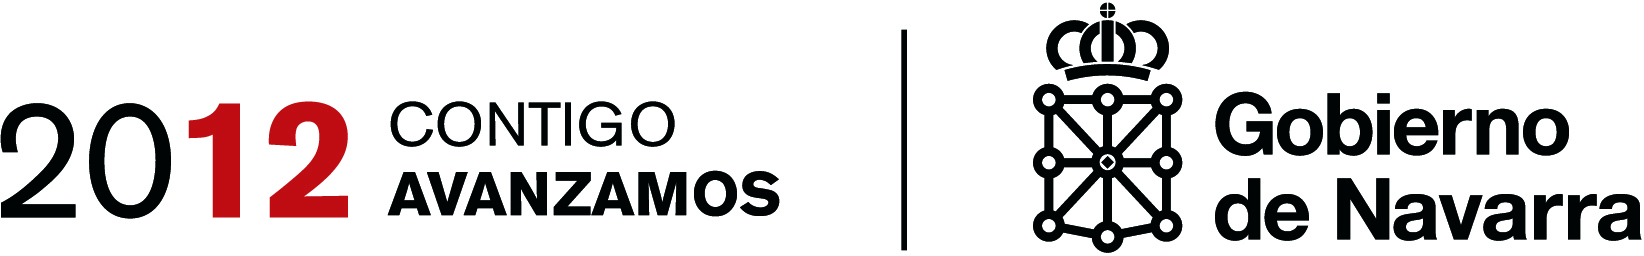 2012 CONTIGO
AVANZAMOS
Gobierno
de Navarra